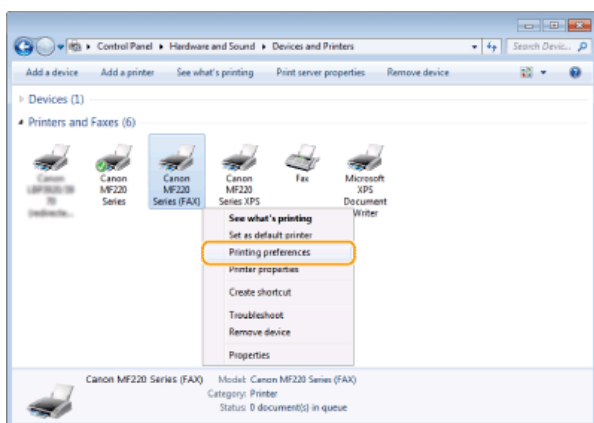 Control Panel ▸ Hardware and Sound ▸ Devices and Printers
Search Devic...
Add a device Add a printer See what's printing Print server properties Remove device
Devices (1)
Printers and Faxes (6)
Canon MF220 Series
Canon MF220 Series (FAX)
Canon MF220 Series XPS
Fax
Microsoft XPS Document Writer
See what's printing
Set as default printer
Printing preferences
Printer properties
Create shortcut
Troubleshoot
Remove device
Properties
Canon MF220 Series (FAX) Model: Canon MF220 Series (FAX)
Category: Printer
Status: 0 document(s) in queue